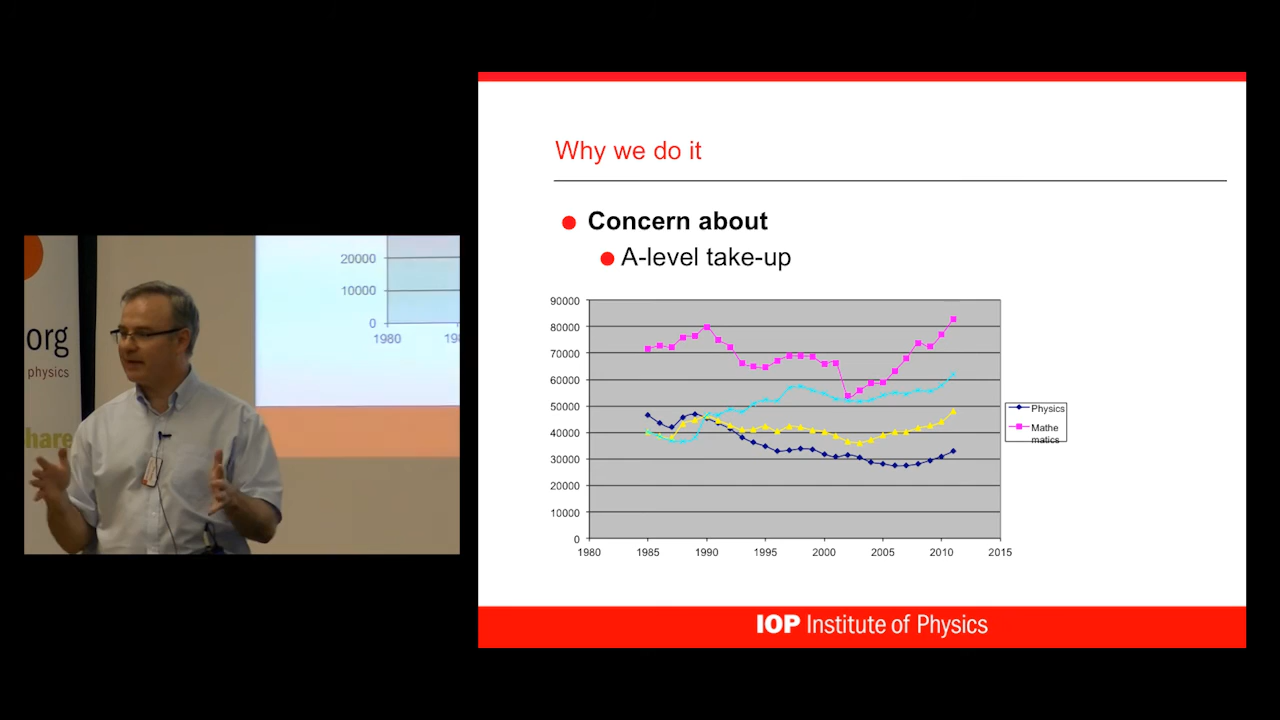 Why we do it
Concern about
A-level take-up
90000
80000
70000
60000
50000
40000
30000
20000
10000
0
1980
1985
1990
1995
2000
2005
2010
2015
Physics
Mathe
matics
IOP Institute of Physics
20000
10000
0
1980
org
physics
hare